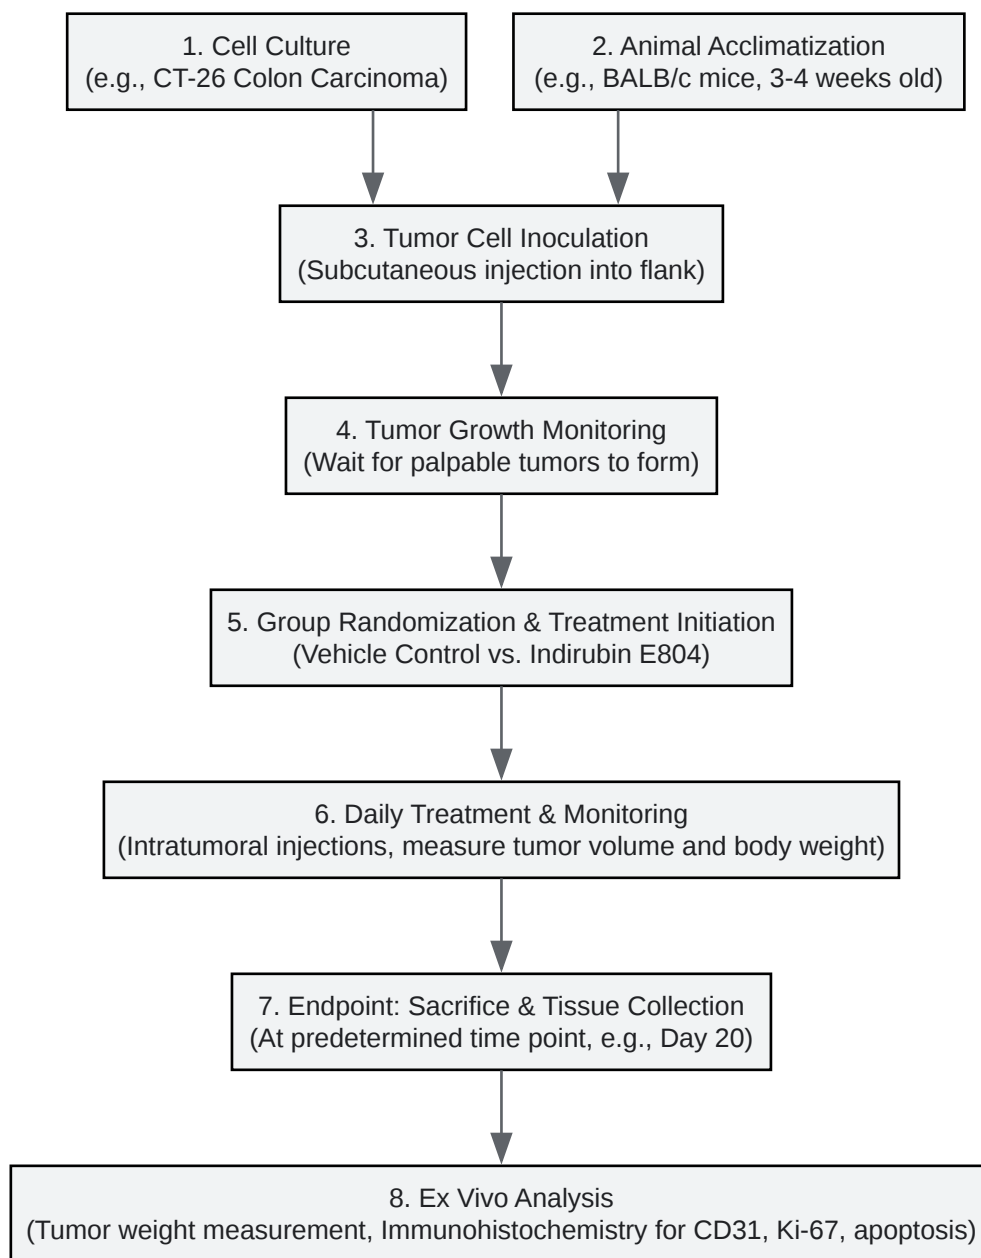 1. Cell Culture
(e.g., CT-26 Colon Carcinoma)
2. Animal Acclimatization
(e.g., BALB/c mice, 3-4 weeks old)
3. Tumor Cell Inoculation
(Subcutaneous injection into flank)
4. Tumor Growth Monitoring
(Wait for palpable tumors to form)
5. Group Randomization & Treatment Initiation
(Vehicle Control vs. Indirubin E804)
6. Daily Treatment & Monitoring
(Intratumoral injections, measure tumor volume and body weight)
7. Endpoint: Sacrifice & Tissue Collection
(At predetermined time point, e.g., Day 20)
8. Ex Vivo Analysis
(Tumor weight measurement, Immunohistochemistry for CD31, Ki-67, apoptosis)